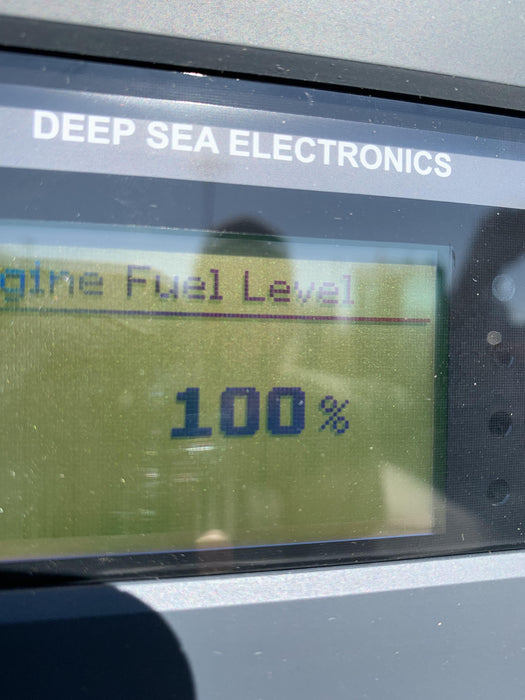 DEEP SEA ELECTRONICS
gine Fuel Level
100%